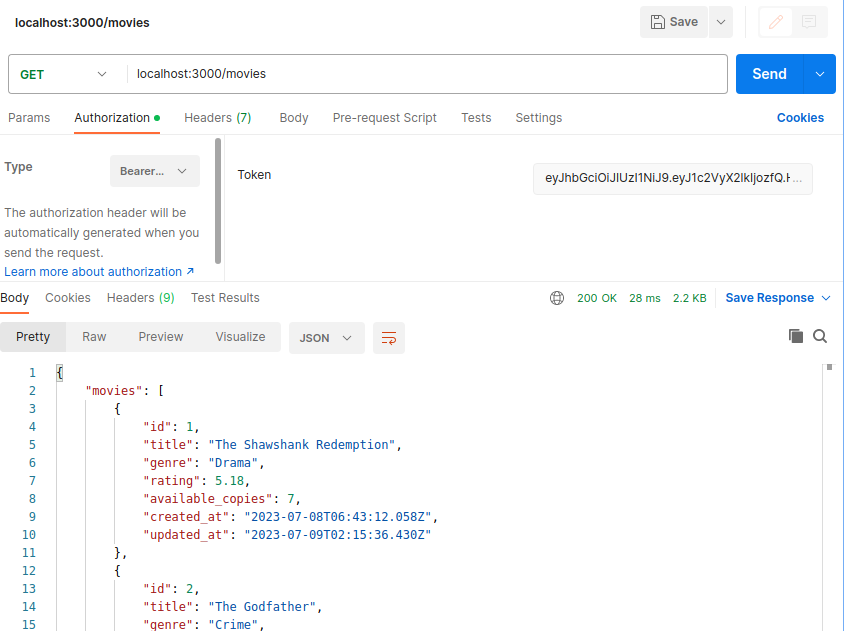 localhost:3000/movies
Save
GET localhost:3000/movies Send
Params Authorization Headers (7) Body Pre-request Script Tests Settings Cookies
Type Bearer... Token eyJhbGciOiJIUzI1NiJ9.eyJ1c2VyX2lkIjozfQ.H...
The authorization header will be
automatically generated when you
send the request.
Learn more about authorization ↗
Body Cookies Headers (9) Test Results 200 OK 28 ms 2.2 KB Save Response
Pretty Raw Preview Visualize JSON
1 {
2 "movies": [
3 {
4 "id": 1,
5 "title": "The Shawshank Redemption",
6 "genre": "Drama",
7 "rating": 5.18,
8 "available_copies": 7,
9 "created_at": "2023-07-08T06:43:12.058Z",
10 "updated_at": "2023-07-09T02:15:36.430Z"
11 },
12 {
13 "id": 2,
14 "title": "The Godfather",
15 "genre": "Crime",